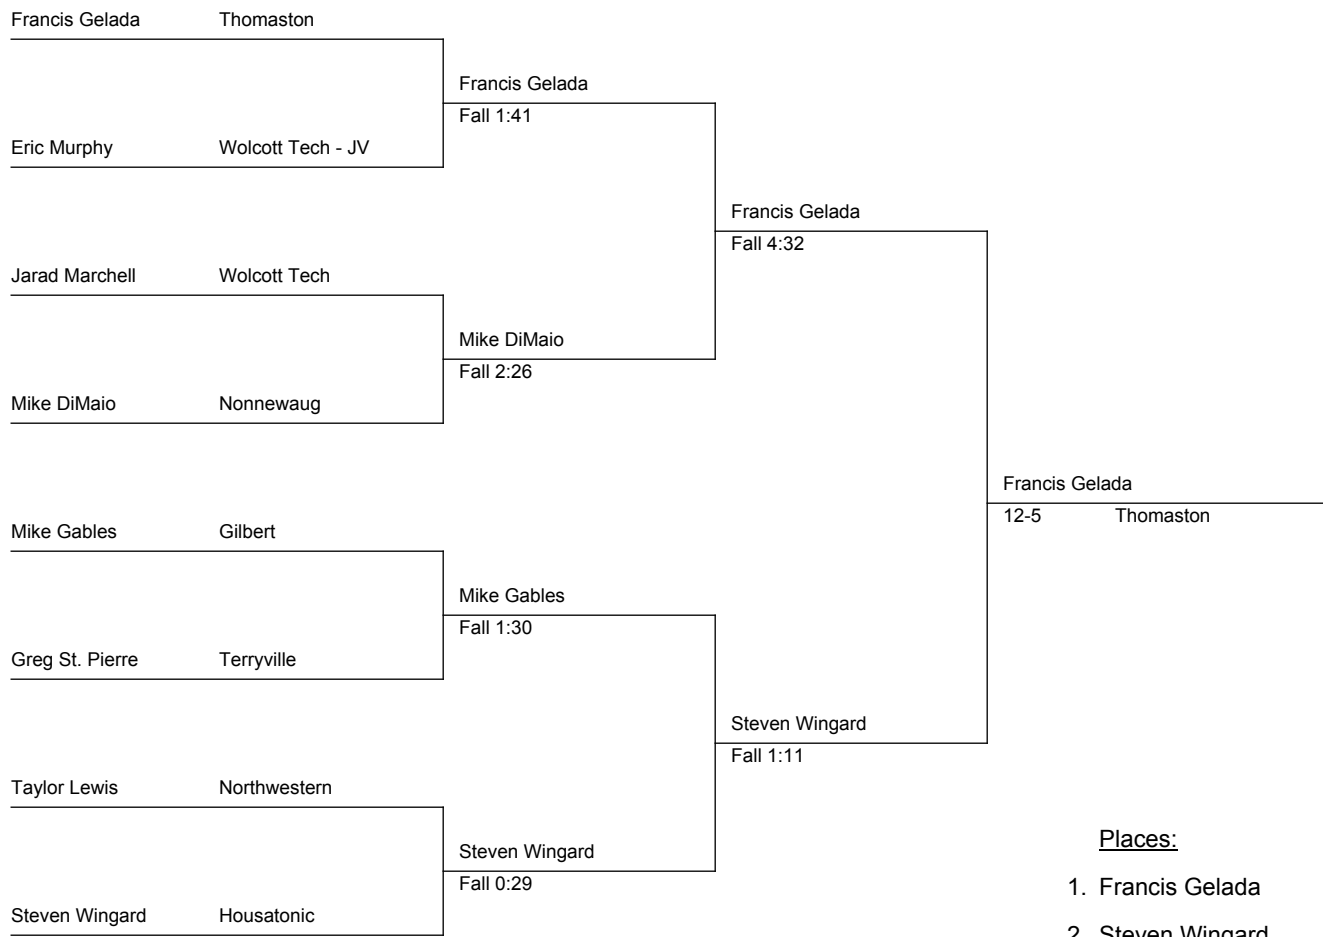 Francis Gelada Thomaston
Francis Gelada
Fall 1:41
Eric Murphy Wolcott Tech - JV
Francis Gelada
Fall 4:32
Jarad Marchell Wolcott Tech
Mike DiMaio
Fall 2:26
Mike DiMaio Nonnewaug
Francis Gelada
12-5 Thomaston
Mike Gables Gilbert
Mike Gables
Fall 1:30
Greg St. Pierre Terryville
Steven Wingard
Fall 1:11
Taylor Lewis Northwestern
Places:
Steven Wingard
Fall 0:29
1. Francis Gelada
Steven Wingard Housatonic
2. Steven Wingard